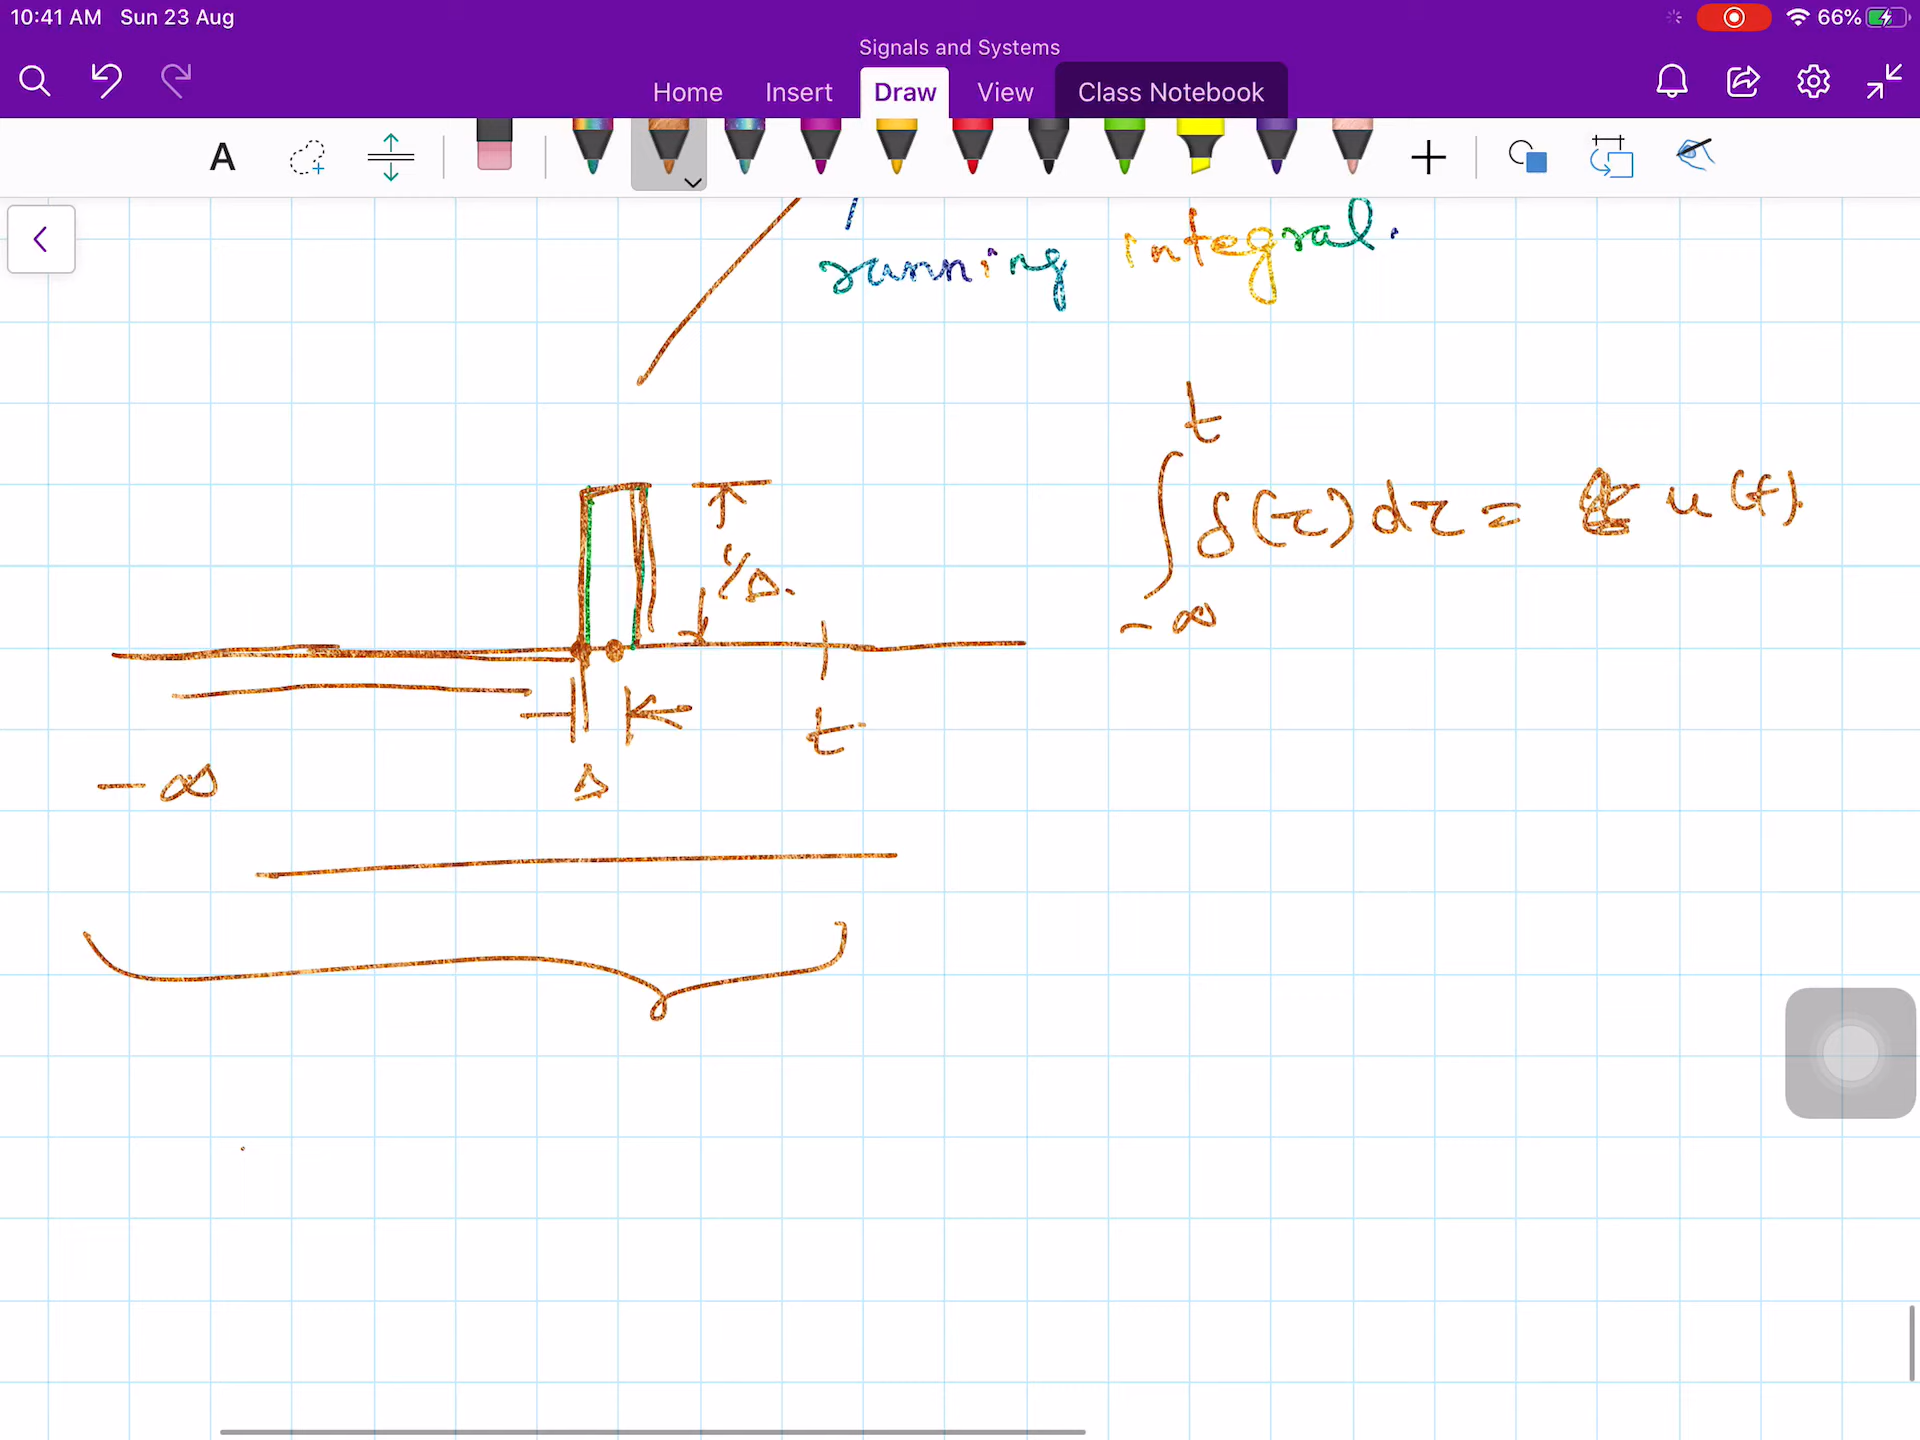 10:41 AM Sun 23 Aug
66%
Signals and Systems
Home Insert Draw View Class Notebook
A
running integral.
t
∫ δ(τ) dτ = u(t).
-∞
1/Δ.
t
-∞ Δ